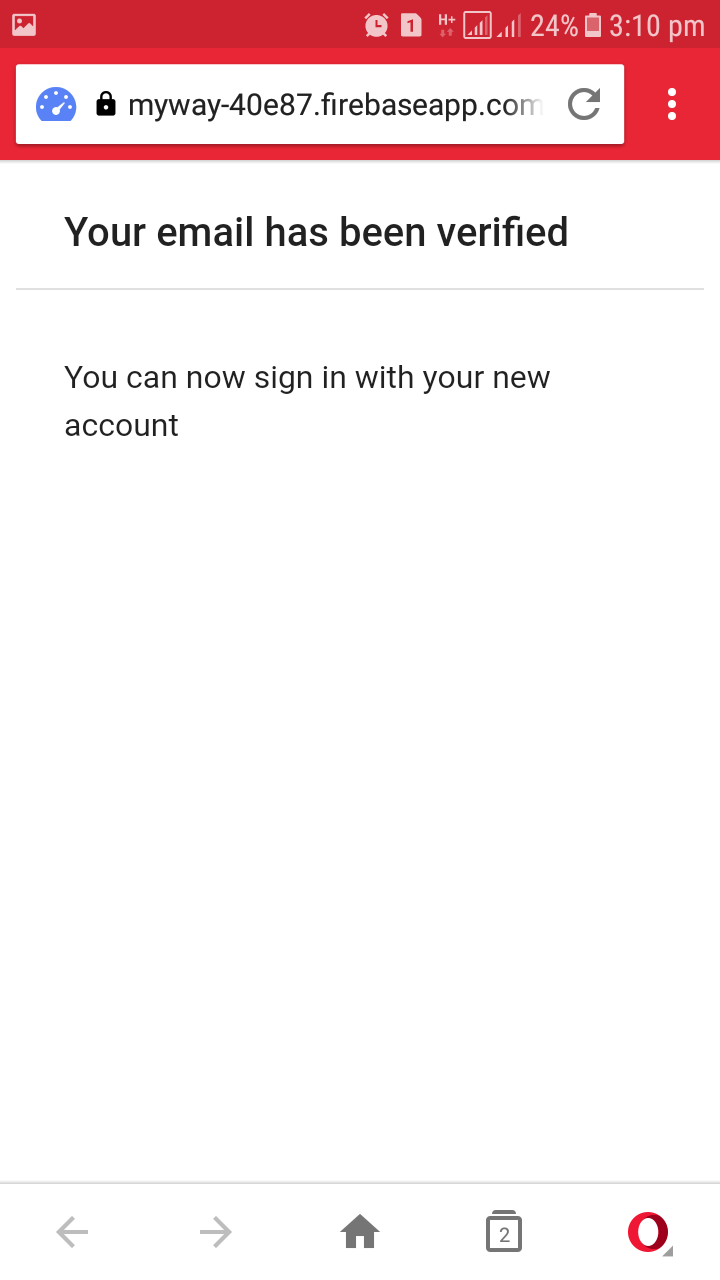 1 H+ 24% 3:10 pm
myway-40e87.firebaseapp.com
Your email has been verified
You can now sign in with your new
account
2